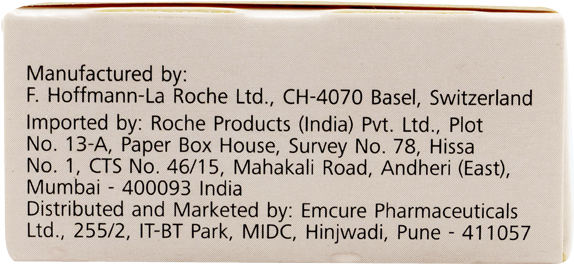 Manufactured by:
F. Hoffmann-La Roche Ltd., CH-4070 Basel, Switzerland
Imported by: Roche Products (India) Pvt. Ltd., Plot
No. 13-A, Paper Box House, Survey No. 78, Hissa
No. 1, CTS No. 46/15, Mahakali Road, Andheri (East),
Mumbai - 400093 India
Distributed and Marketed by: Emcure Pharmaceuticals
Ltd., 255/2, IT-BT Park, MIDC, Hinjwadi, Pune - 411057